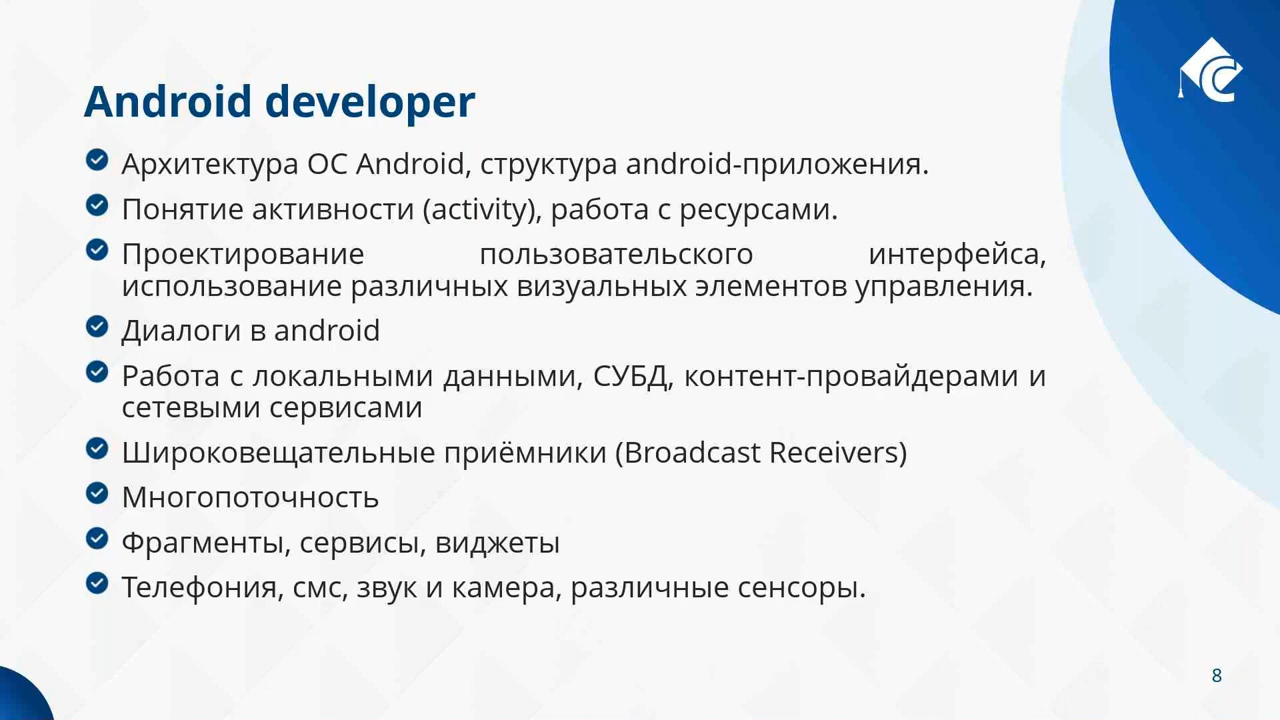 Android developer
Архитектура ОС Android, структура android-приложения.
Понятие активности (activity), работа с ресурсами.
Проектирование пользовательского интерфейса,
использование различных визуальных элементов управления.
Диалоги в android
Работа с локальными данными, СУБД, контент-провайдерами и
сетевыми сервисами
Широковещательные приёмники (Broadcast Receivers)
Многопоточность
Фрагменты, сервисы, виджеты
Телефония, смс, звук и камера, различные сенсоры.
8